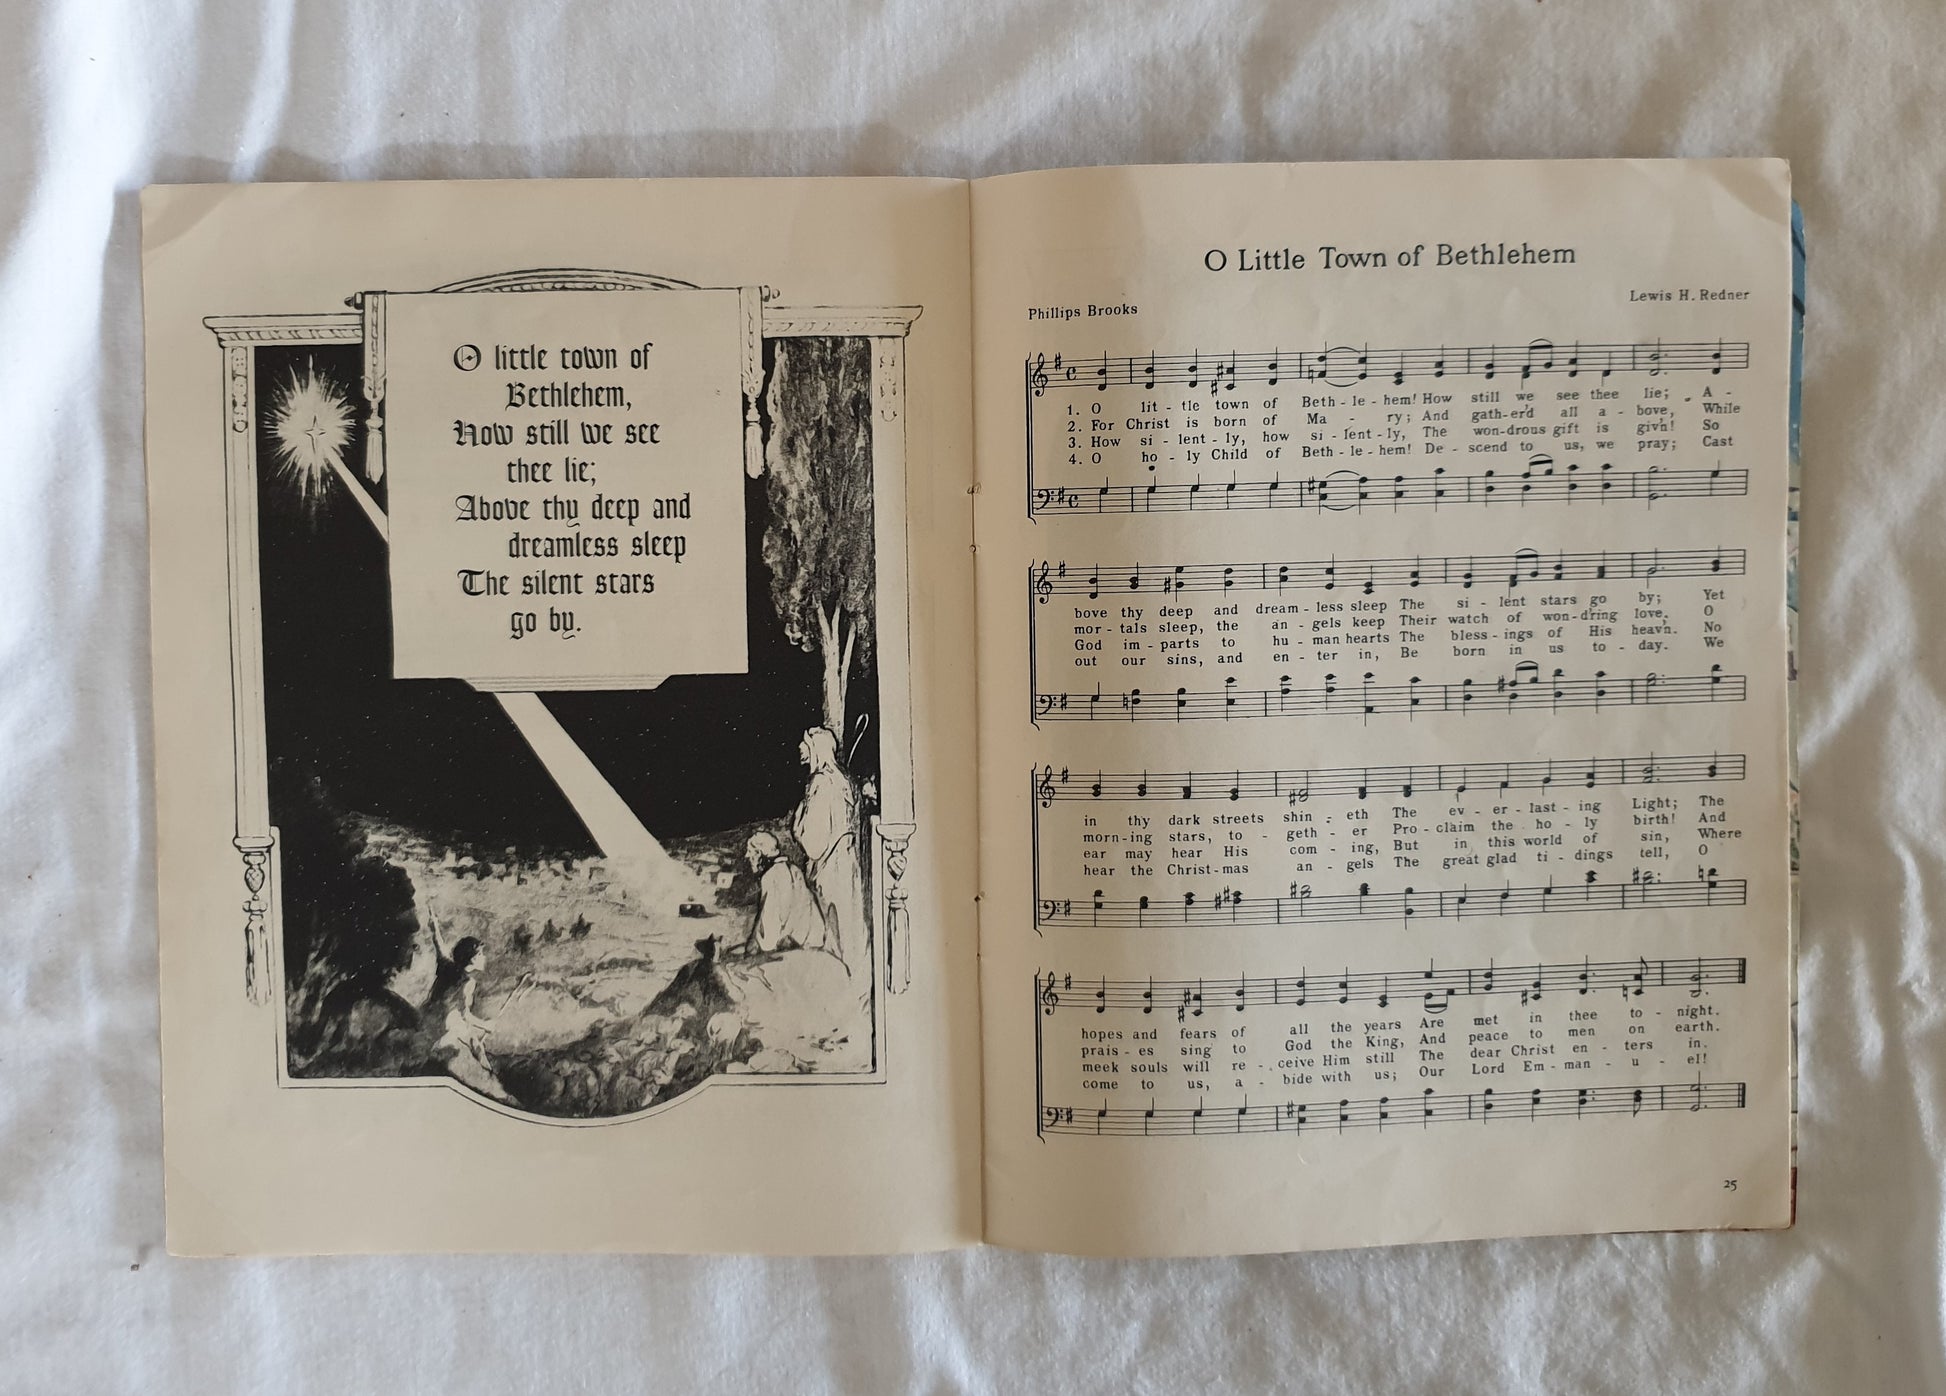 O little town of
Bethlehem,
How still we see
thee lie;
Above thy deep and
dreamless sleep
The silent stars
go by.
O Little Town of Bethlehem
Lewis H. Redner
Phillips Brooks
1. O lit - tle town of Beth - le - hem! How still we see thee lie; A -
2. For Christ is born of Ma - ry; And gath-er'd all a - bove, While
3. How si - lent - ly, how si - lent - ly, The won-drous gift is giv'n! So
4. O ho - ly Child of Beth - le - hem! De - scend to us, we pray; Cast
bove thy deep and dream - less sleep The si - lent stars go by; Yet
mor - tals sleep, the an - gels keep Their watch of won-d'ring love. O
God im - parts to hu - man hearts The bless - ings of His heav'n. No
out our sins, and en - ter in, Be born in us to - day. We
in thy dark streets shin - eth The ev - er - last - ing Light; The
morn-ing stars, to - geth - er Pro - claim the ho - ly birth! And
ear may hear His com - ing, But in this world of sin, Where
hear the Christ-mas an - gels The great glad ti - dings tell, O
hopes and fears of all the years Are met in thee to - night.
prais - es sing to God the King, And peace to men on earth.
meek souls will re - ceive Him still The dear Christ en - ters in.
come to us, a - bide with us; Our Lord Em - man - u - el!
25